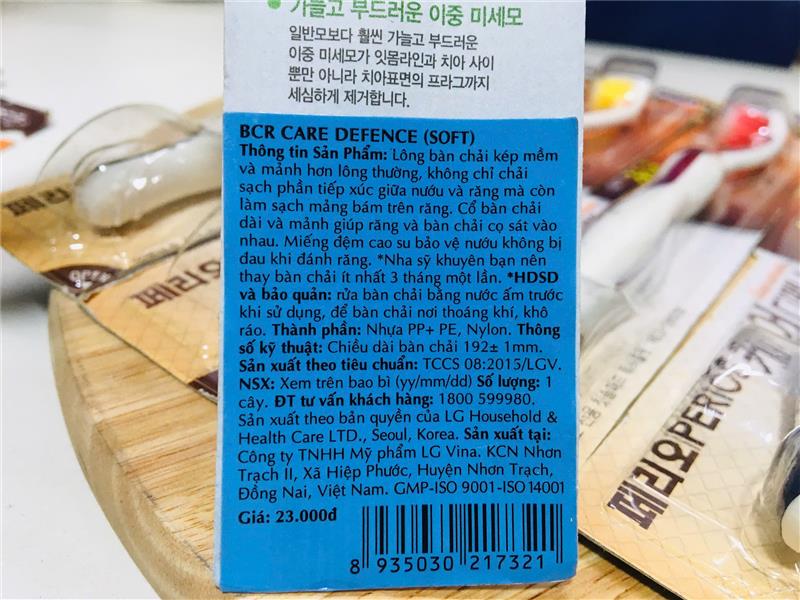 가늘고 부드러운 이중 미세모
일반모보다 훨씬 가늘고 부드러운
이중 미세모가 잇몸라인과 치아 사이
뿐만 아니라 치아표면의 프라그까지
세심하게 제거합니다.
BCR CARE DEFENCE (SOFT)
Thông tin Sản Phẩm: Lông bàn chải kép mềm
và mảnh hơn lông thường, không chỉ chải
sạch phần tiếp xúc giữa nướu và răng mà còn
làm sạch mảng bám trên răng. Cổ bàn chải
dài và mảnh giúp răng và bàn chải cọ sát vào
nhau. Miếng đệm cao su bảo vệ nướu không bị
đau khi đánh răng. *Nha sỹ khuyên bạn nên
thay bàn chải ít nhất 3 tháng một lần. *HDSD
và bảo quản: rửa bàn chải bằng nước ấm trước
khi sử dụng, để bàn chải nơi thoáng khí, khô
ráo. Thành phần: Nhựa PP+ PE, Nylon. Thông
số kỹ thuật: Chiều dài bàn chải 192± 1mm.
Sản xuất theo tiêu chuẩn: TCCS 08:2015/LGV.
NSX: Xem trên bao bì (yy/mm/dd) Số lượng: 1
cây. ĐT tư vấn khách hàng: 1800 599980.
Sản xuất theo bản quyền của LG Household &
Health Care LTD., Seoul, Korea. Sản xuất tại:
Công ty TNHH Mỹ phẩm LG Vina. KCN Nhơn
Trạch II, Xã Hiệp Phước, Huyện Nhơn Trạch,
Đồng Nai, Việt Nam. GMP-ISO 9001-ISO 14001
Giá: 23.000đ
8 935030 217321
페리오
페리오PERIOE